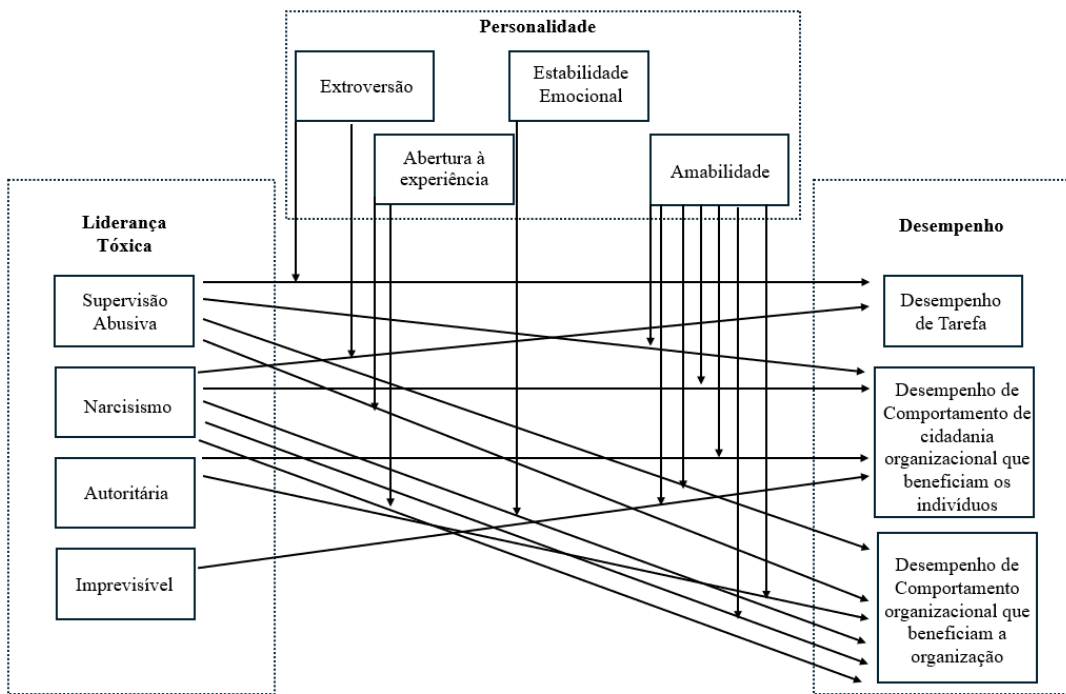 Personalidade
Extroversão
Estabilidade
Emocional
Abertura à
experiência
Amabilidade
Liderança
Tóxica
Supervisão
Abusiva
Narcisismo
Autoritária
Imprevisível
Desempenho
Desempenho
de Tarefa
Desempenho de
Comportamento de
cidadania
organizacional que
beneficiam os
indivíduos
Desempenho de
Comportamento
organizacional que
beneficiam a
organização